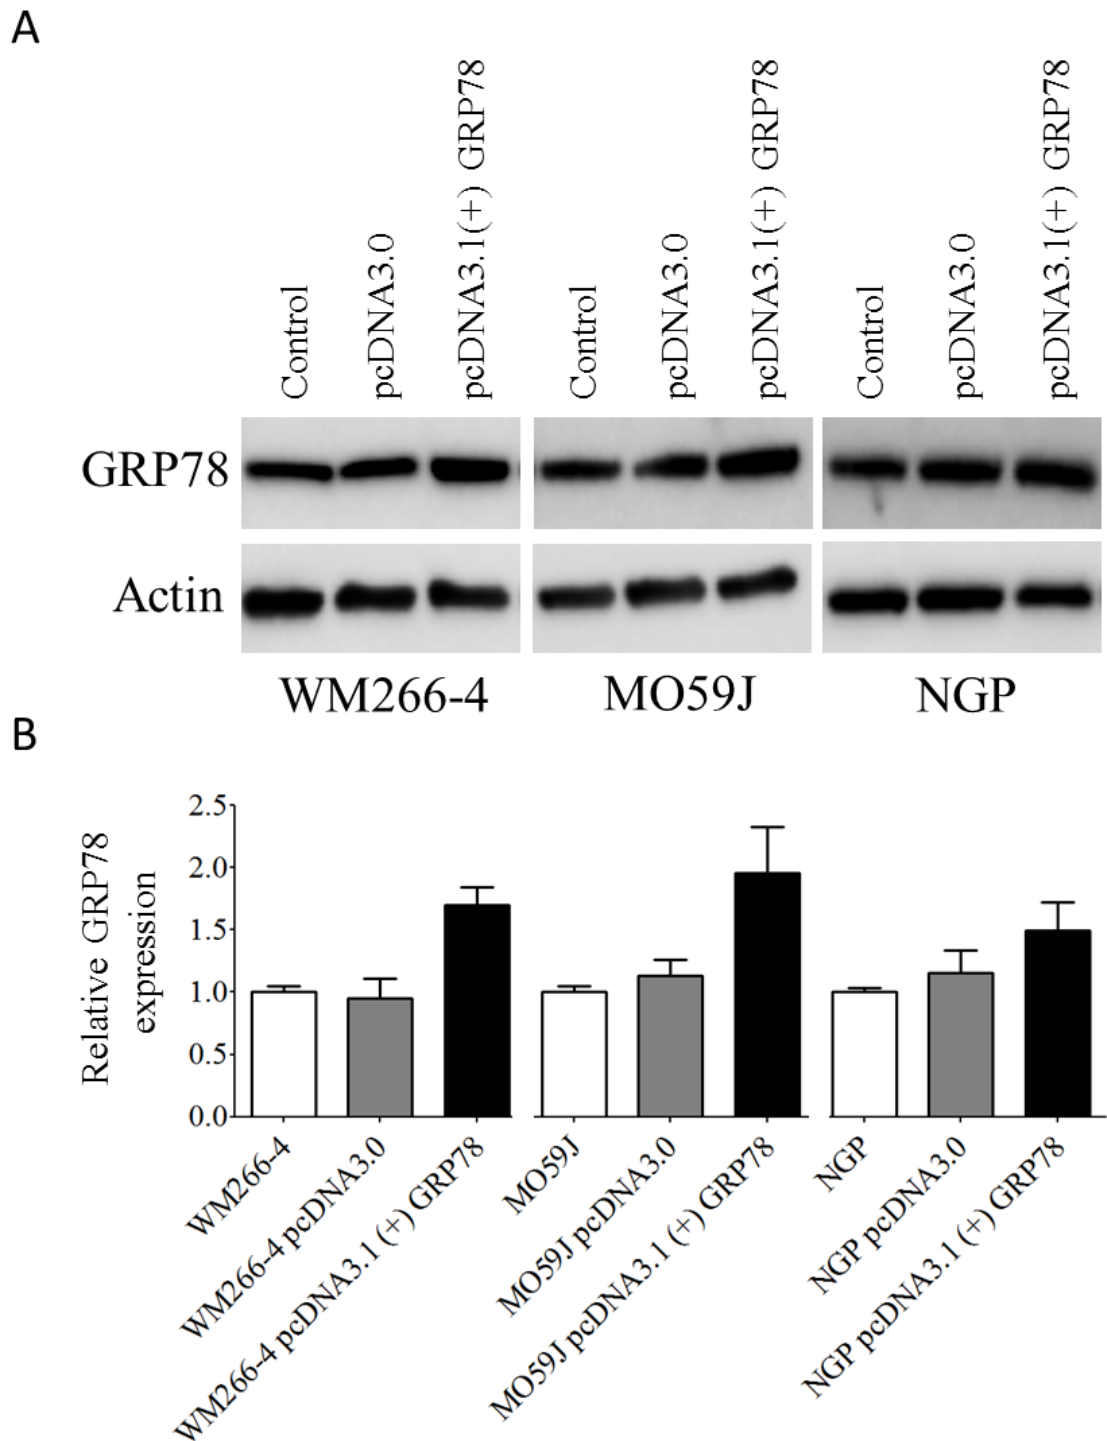 A
Control
pcDNA3.0
pcDNA3.1(+) GRP78
Control
pcDNA3.0
pcDNA3.1(+) GRP78
Control
pcDNA3.0
pcDNA3.1(+) GRP78
GRP78
Actin
WM266-4
MO59J
NGP
B
Relative GRP78
expression
2.5
2.0
1.5
1.0
0.5
0.0
WM266-4
WM266-4 pcDNA3.0
WM266-4 pcDNA3.1 (+) GRP78
MO59J
MO59J pcDNA3.0
MO59J pcDNA3.1 (+) GRP78
NGP
NGP pcDNA3.0
NGP pcDNA3.1 (+) GRP78